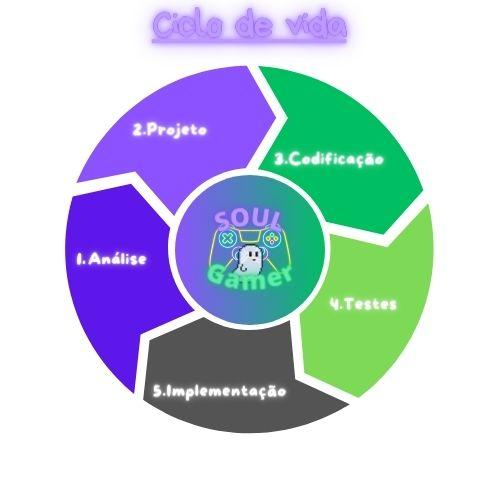 Ciclo de vida
2.Projeto
3.Codificação
1.Análise
SOUL
Gamer
4.Testes
5.Implementação